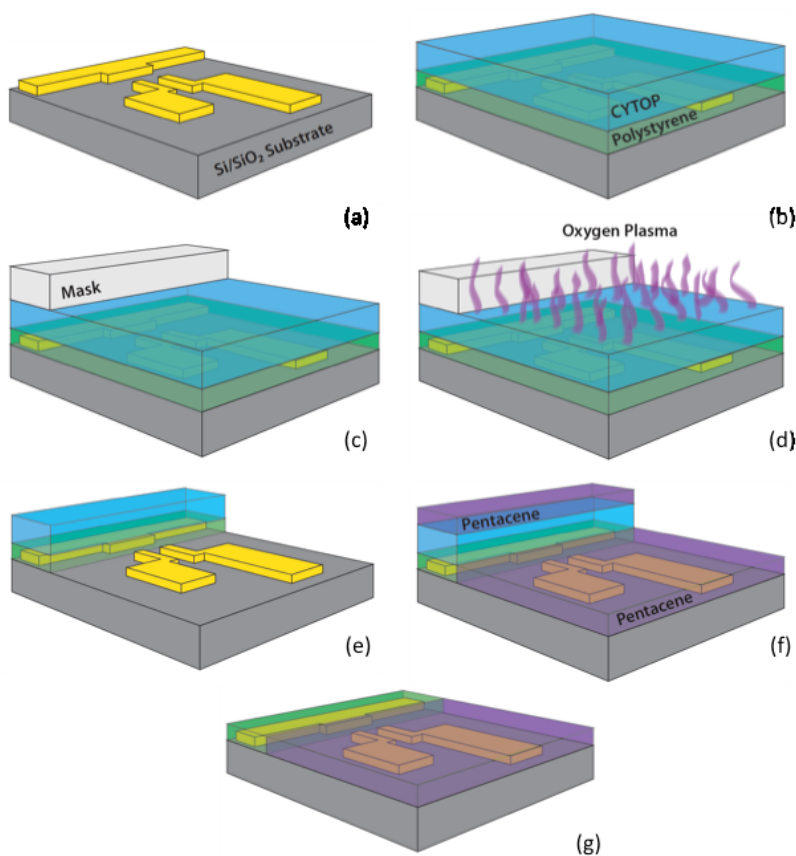 Si/SiO₂ Substrate
(a)
CYTOP
Polystyrene
(b)
Mask
(c)
Oxygen Plasma
(d)
(e)
Pentacene
Pentacene
(f)
(g)